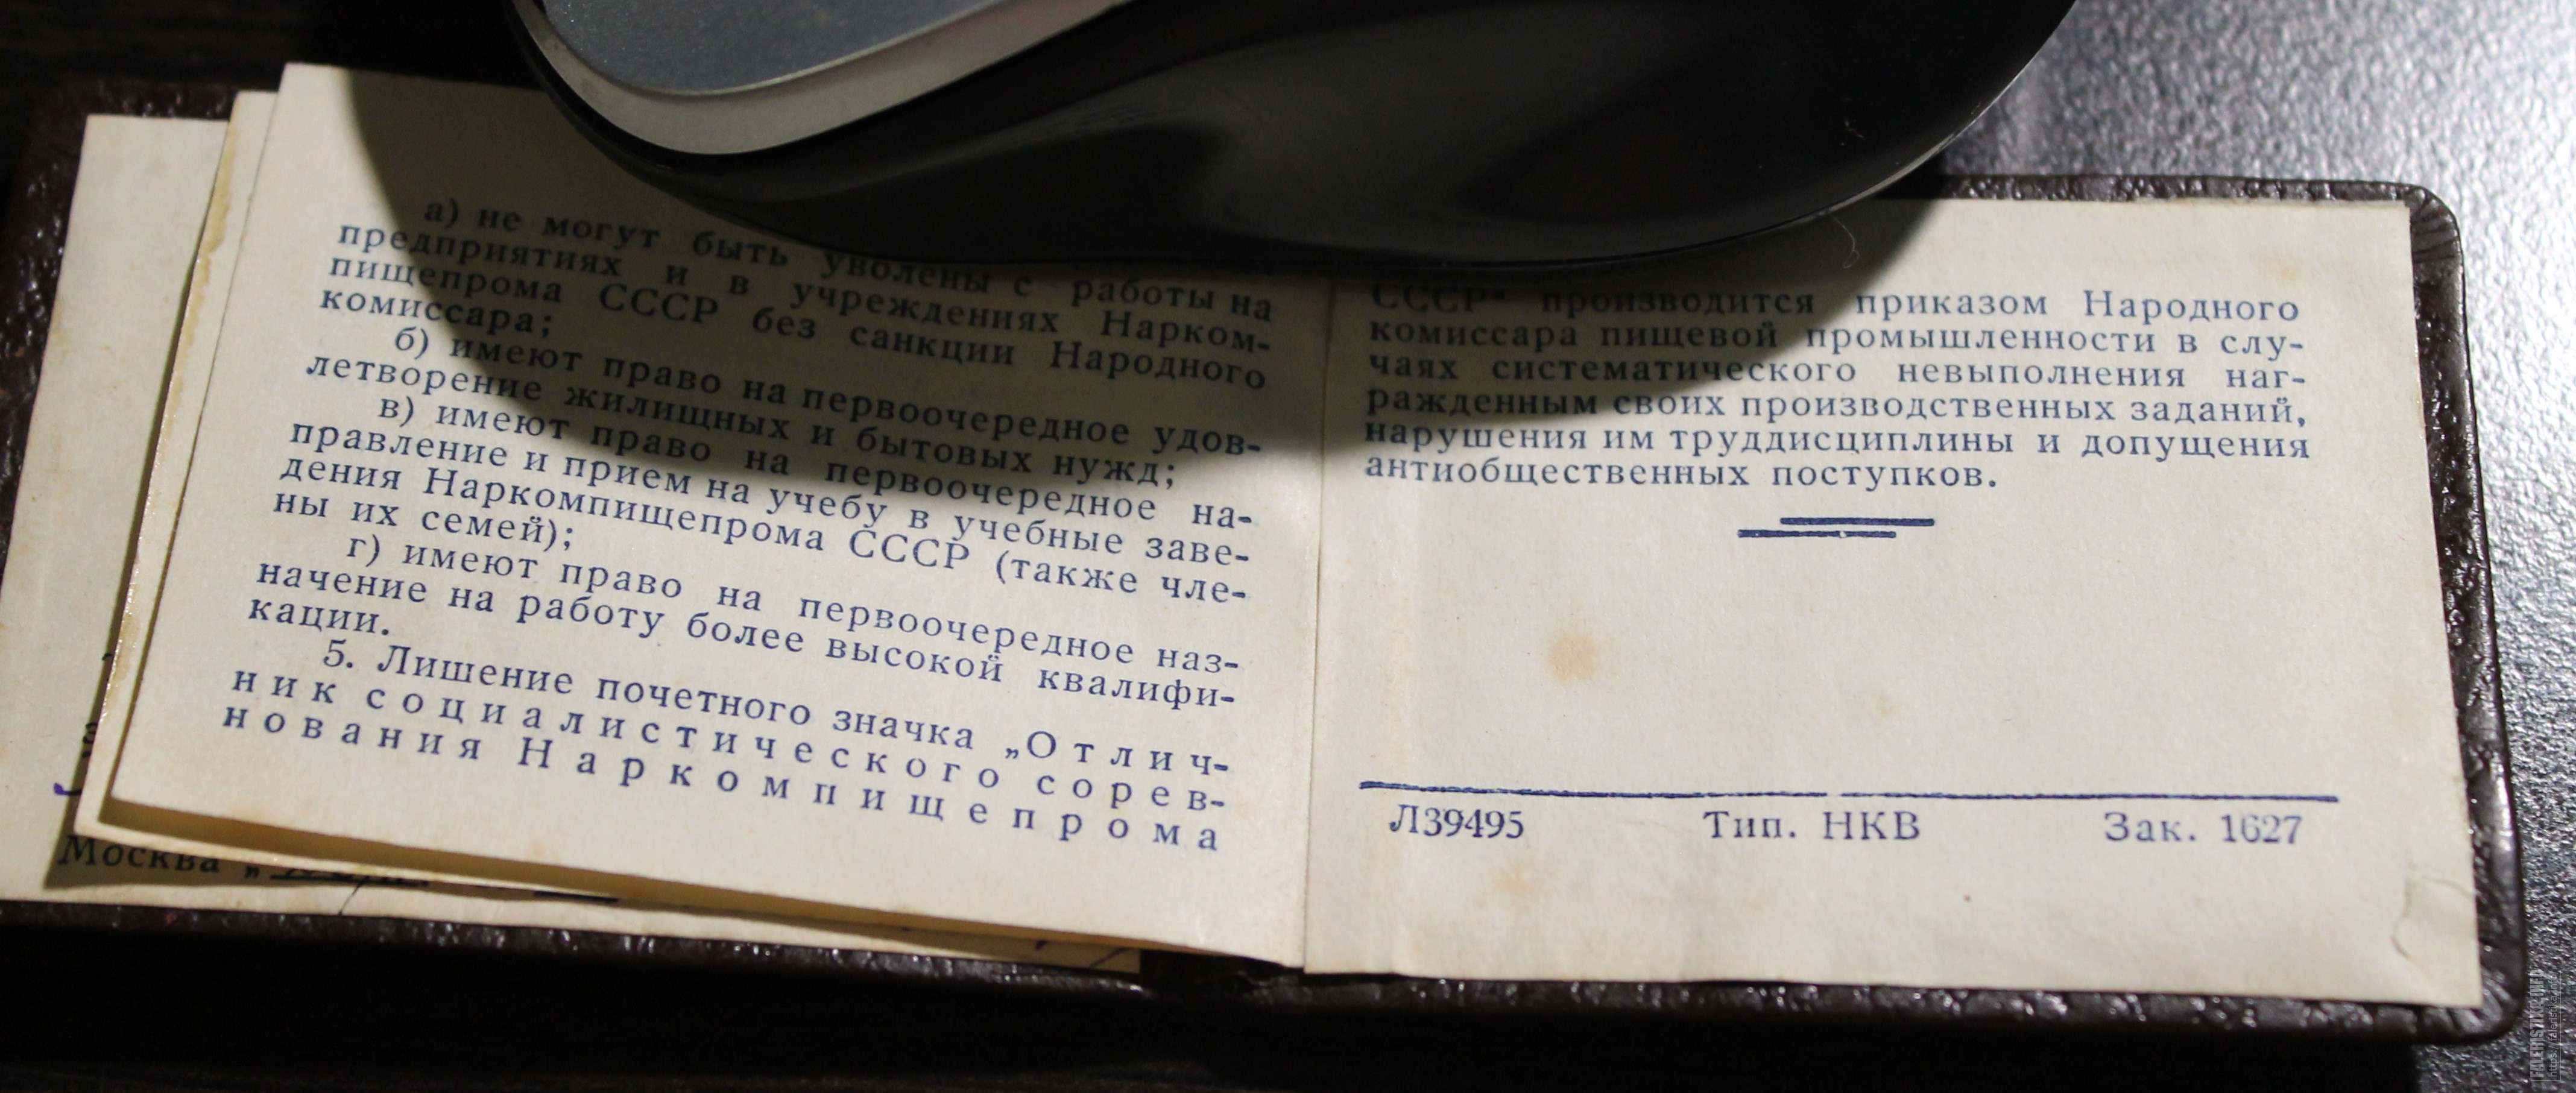 а) не могут быть уволены с работы на
предприятиях и в учреждениях Нарком-
пищепрома СССР без санкции Народного
комиссара;
б) имеют право на первоочередное удов-
летворение жилищных и бытовых нужд;
в) имеют право на первоочередное на-
правление и прием на учебу в учебные заве-
дения Наркомпищепрома СССР (также чле-
ны их семей);
г) имеют право на первоочередное наз-
начение на работу более высокой квалифи-
кации.
5. Лишение почетного значка „Отлич-
ник социалистического сорев-
нования Наркомпищепрома
Москва „
СССР" производится приказом Народного
комиссара пищевой промышленности в слу-
чаях систематического невыполнения наг-
ражденным своих производственных заданий,
нарушения им труддисциплины и допущения
антиобщественных поступков.
Л39495 Тип. НКВ Зак. 1627